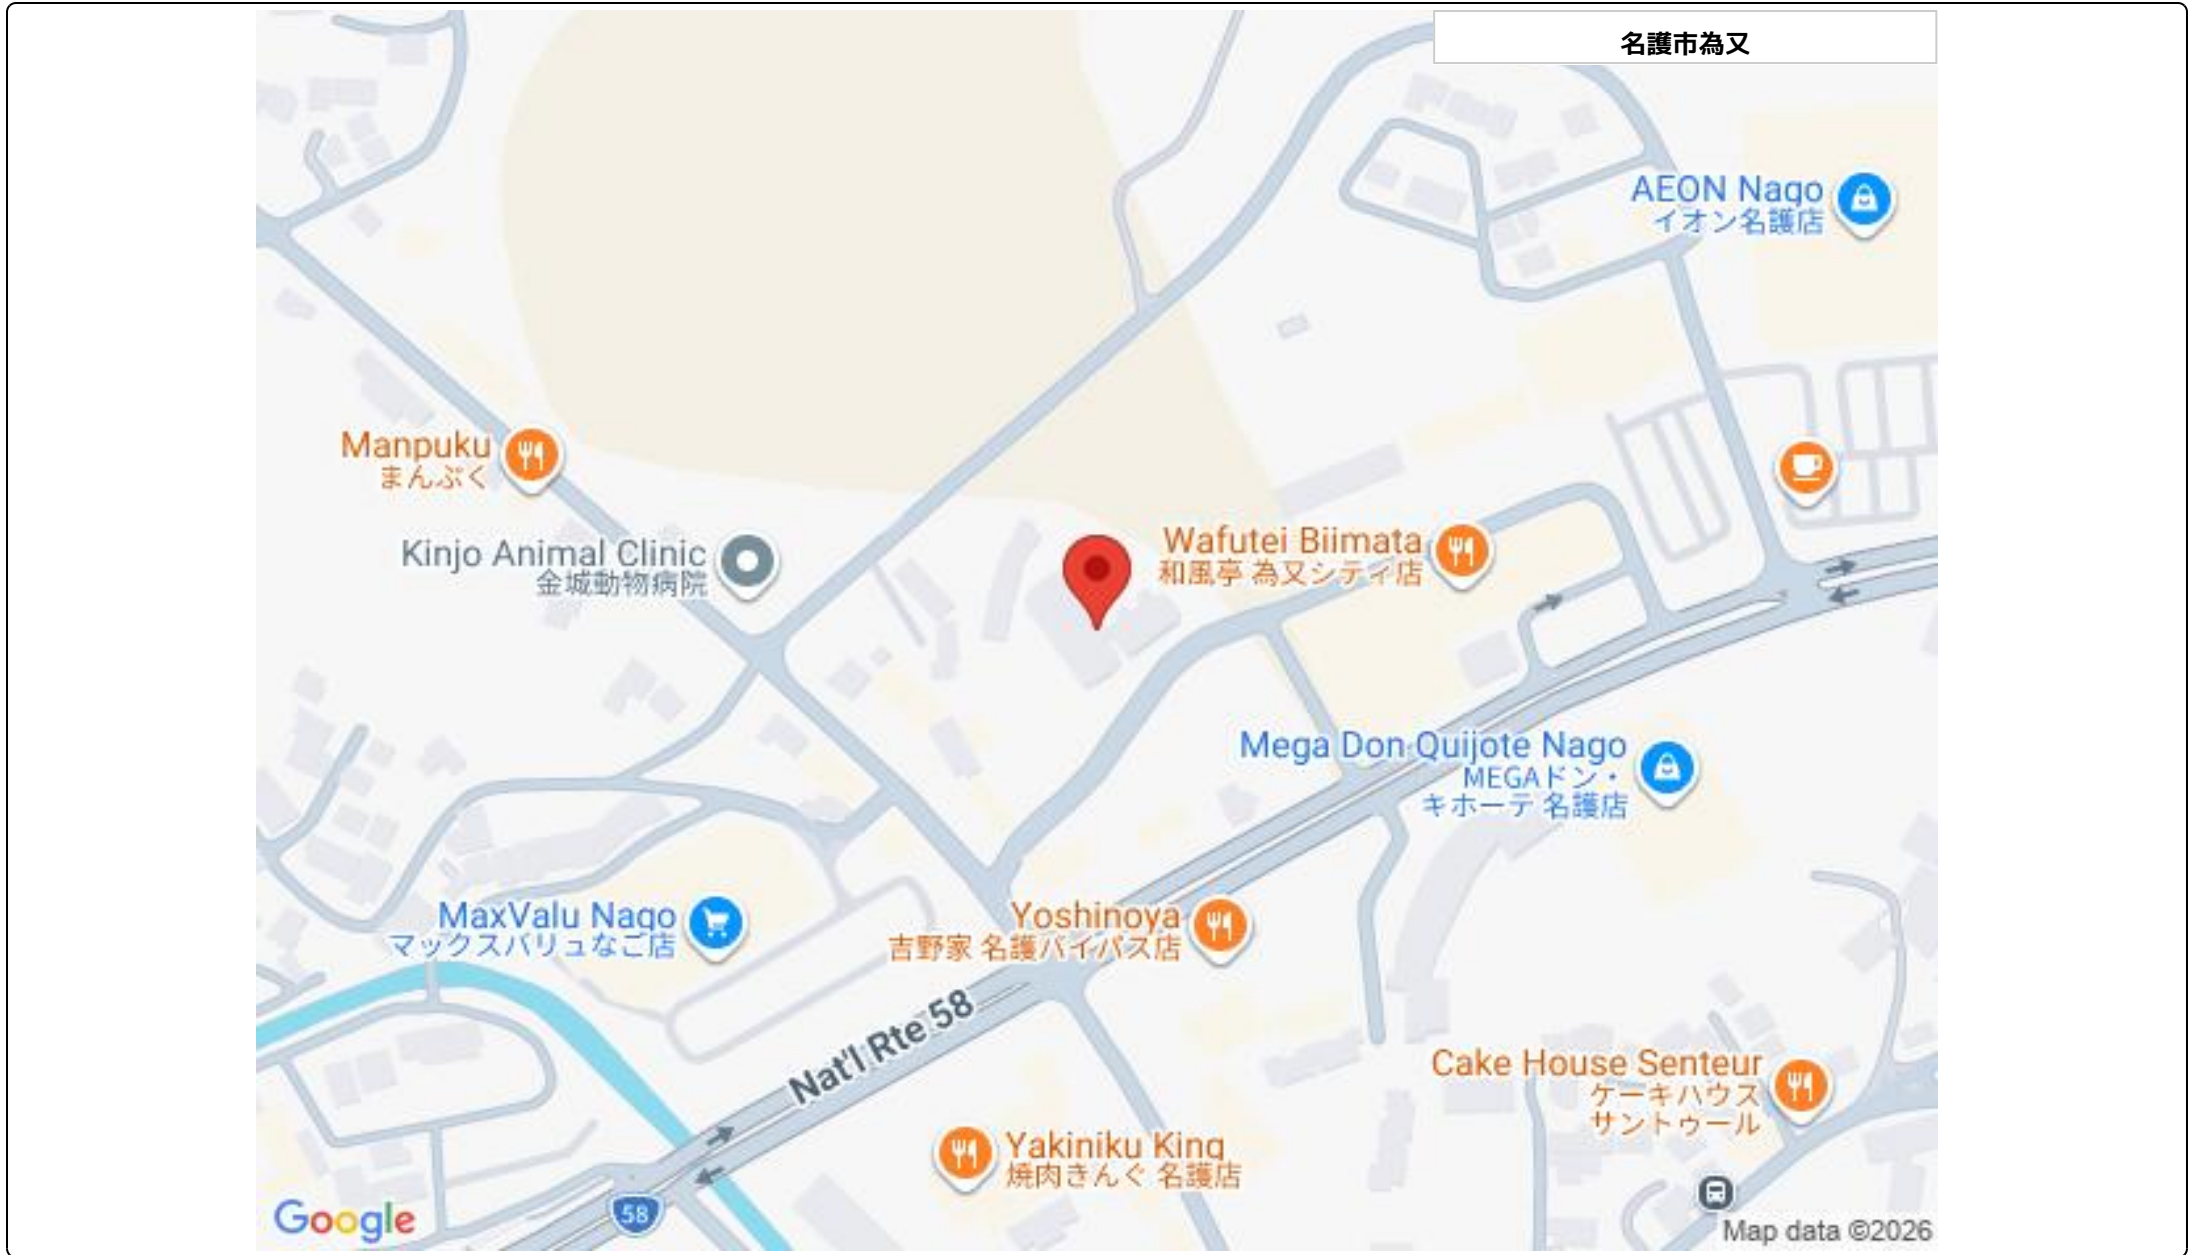 名護市為又
AEON Nago
イオン名護店
Manpuku
まんぷく
Kinjo Animal Clinic
金城動物病院
Wafutei Biimata
和風亭 為又シティ店
Mega Don Quijote Nago
MEGAドン・
キホーテ 名護店
MaxValu Nago
マックスバリュなご店
Yoshinoya
吉野家 名護バイパス店
Nat'l Rte 58
Cake House Senteur
ケーキハウス
サントゥール
Yakiniku King
焼肉きんぐ 名護店
58
Google
Map data ©2026